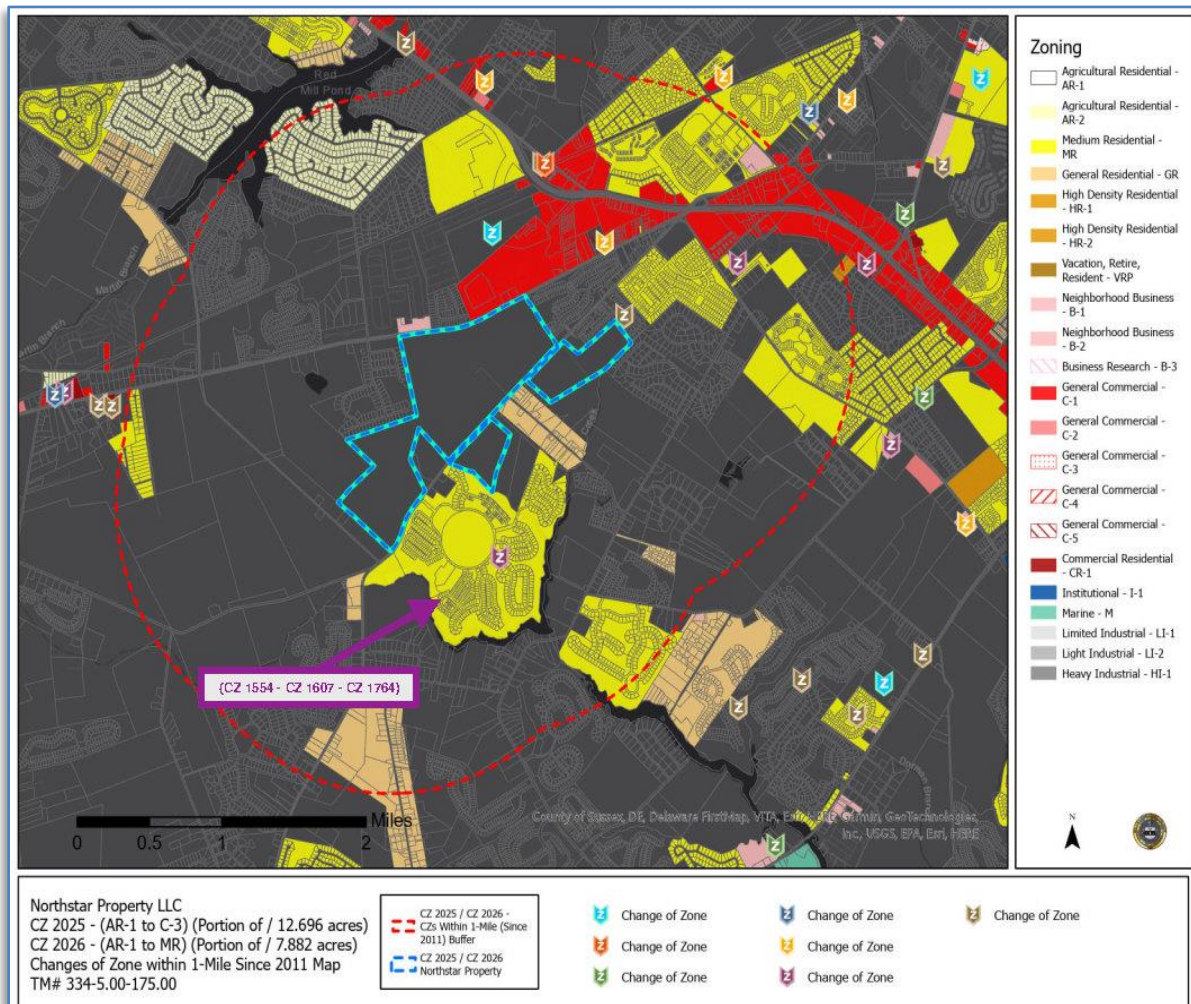 Red
Mill Pond
Martin Branch
(CZ 1554 - CZ 1607 - CZ 1764)
Miles
0 0.5 1 2
County of Sussex, DE, Delaware FirstMap, VITA, Esri, Garmin, GeoTechnologies,
Inc., USGS, EPA, Esri, HERE
Zoning
Agricultural Residential -
AR-1
Agricultural Residential -
AR-2
Medium Residential -
MR
General Residential - GR
High Density Residential
- HR-1
High Density Residential
- HR-2
Vacation, Retire,
Resident - VRP
Neighborhood Business
- B-1
Neighborhood Business
- B-2
Business Research - B-3
General Commercial -
C-1
General Commercial -
C-2
General Commercial -
C-3
General Commercial -
C-4
General Commercial -
C-5
Commercial Residential
- CR-1
Institutional - I-1
Marine - M
Limited Industrial - LI-1
Light Industrial - LI-2
Heavy Industrial - HI-1
N
Northstar Property LLC
CZ 2025 - (AR-1 to C-3) (Portion of / 12.696 acres)
CZ 2026 - (AR-1 to MR) (Portion of / 7.882 acres)
Changes of Zone within 1-Mile Since 2011 Map
TM# 334-5.00-175.00
CZ 2025 / CZ 2026 -
CZs Within 1-Mile (Since
2011) Buffer
CZ 2025 / CZ 2026
Northstar Property
Z Change of Zone
Z Change of Zone
Z Change of Zone
Z Change of Zone
Z Change of Zone
Z Change of Zone
Z Change of Zone